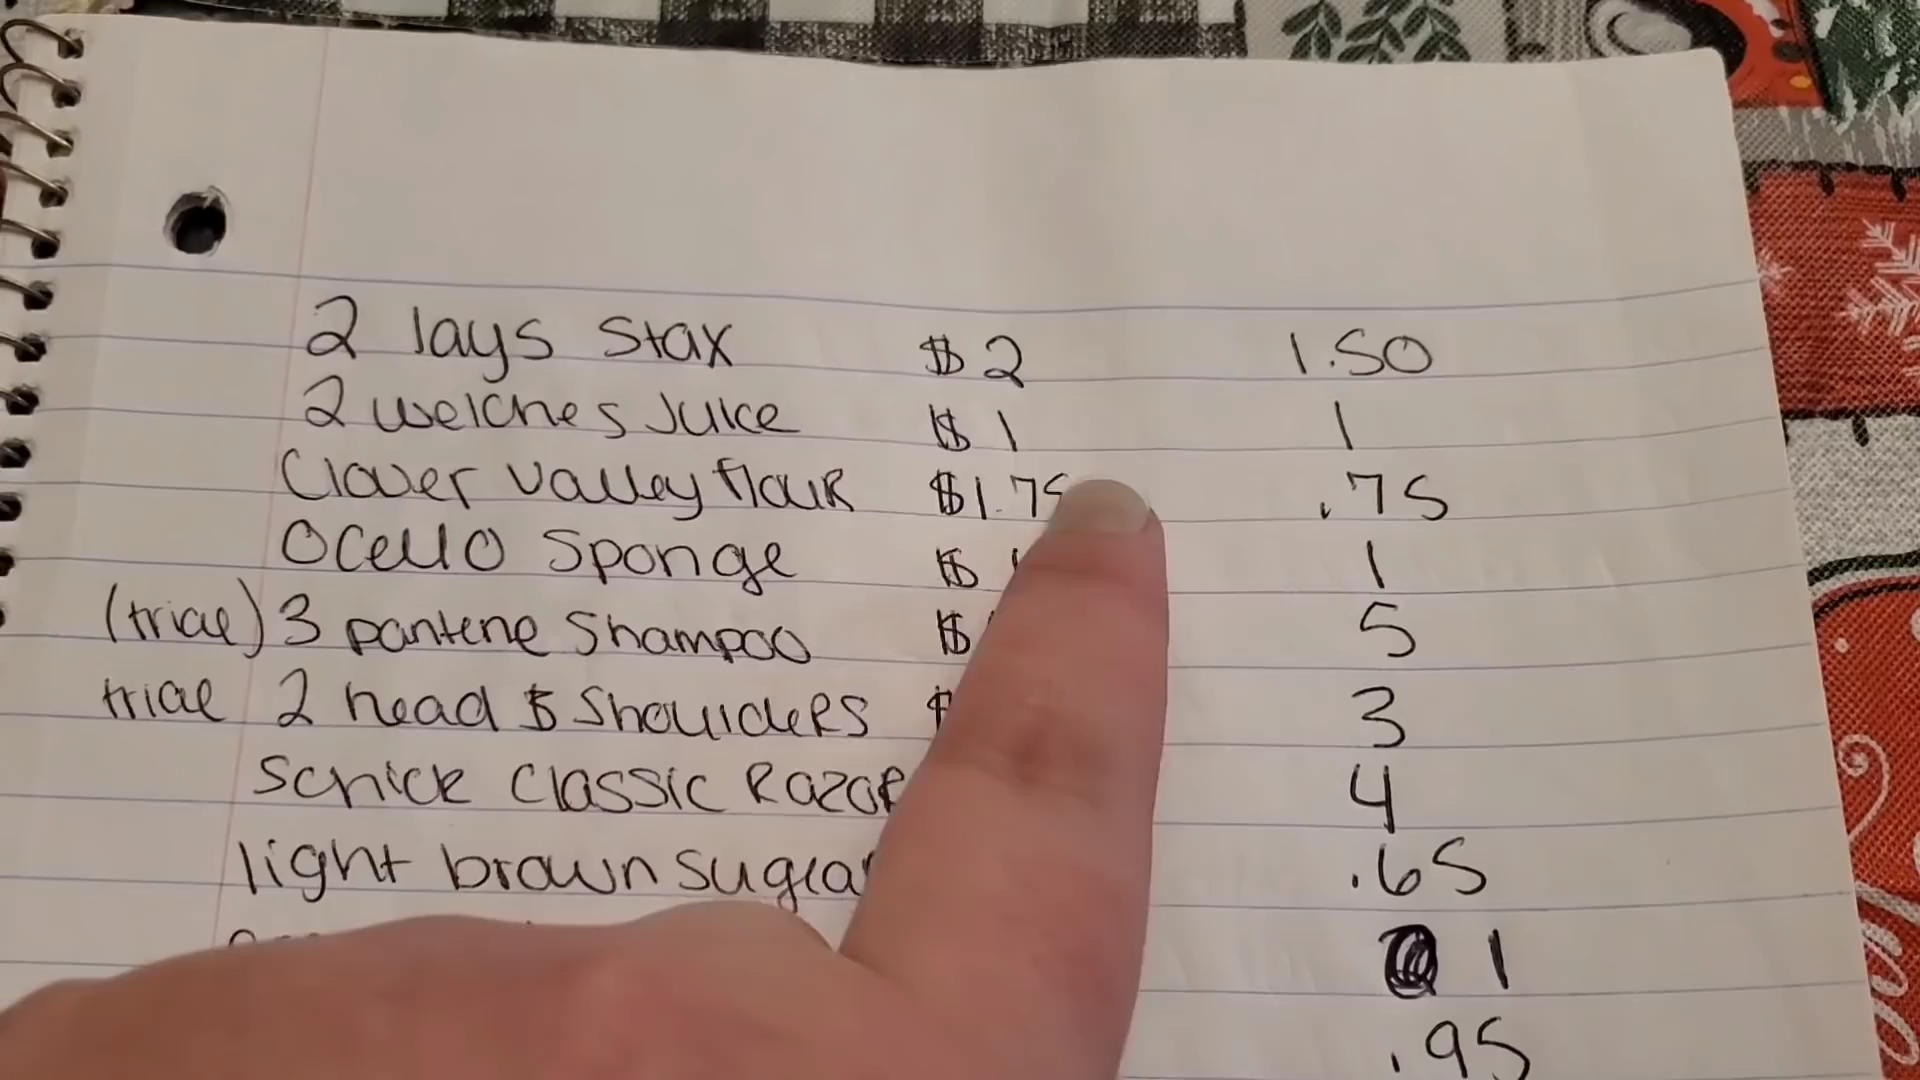 2 lays stax $2 1.50
2 welches Juice $1 1
Clover Valley flour $1.75 .75
Ocello Sponge $ 1
(trial) 3 pantene Shampoo $ 5
trial 2 head & Shoulders $ 3
Schick Classic Razor 4
light brown sugar .65
1
.95